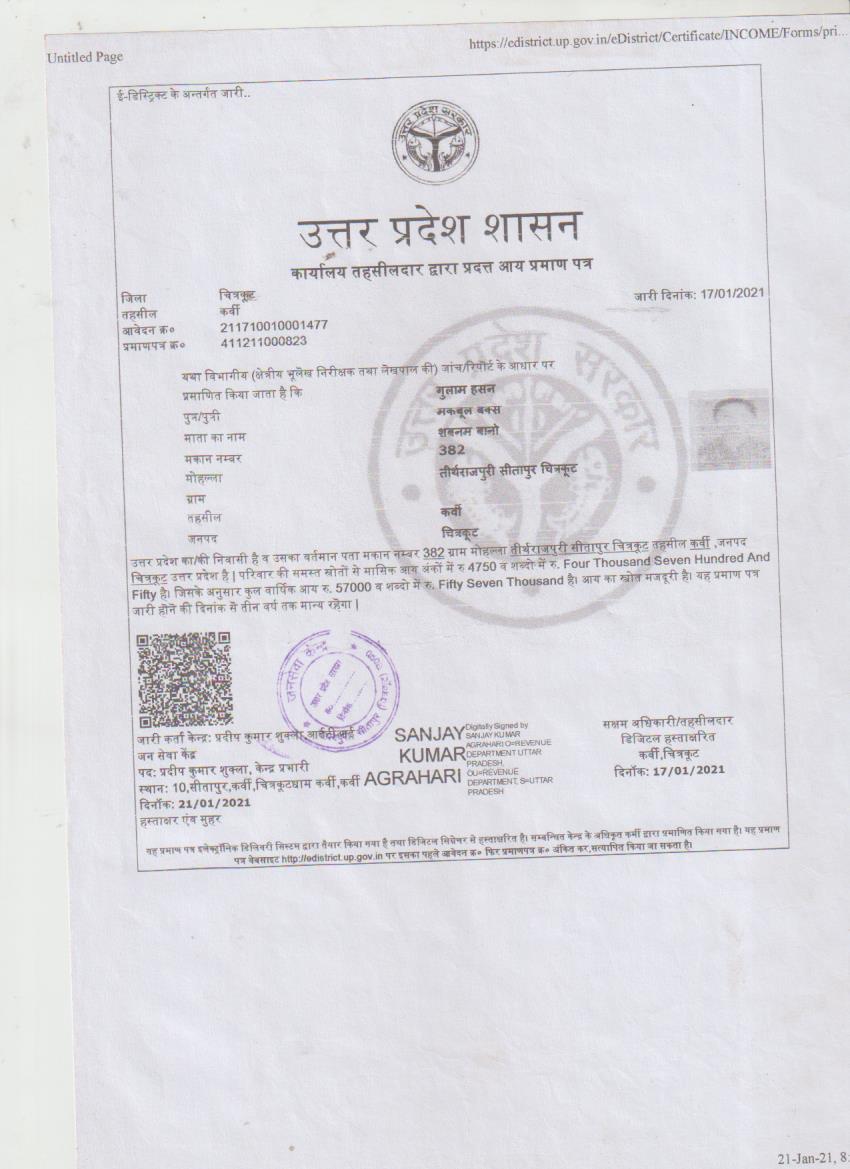 Untitled Page
https://edistrict.up.gov.in/eDistrict/Certificate/INCOME/Forms/pri...
ई-डिस्ट्रिक्ट के अन्तर्गत जारी..
उत्तर प्रदेश सरकार
उत्तर प्रदेश शासन
कार्यालय तहसीलदार द्वारा प्रदत्त आय प्रमाण पत्र
जिला चित्रकूट जारी दिनांक: 17/01/2021
तहसील कर्वी
आवेदन क्र० 211710010001477
प्रमाणपत्र क्र० 411211000823
यथा विभागीय (क्षेत्रीय भूलेख निरीक्षक तथा लेखपाल की) जांच/रिपोर्ट के आधार पर
प्रमाणित किया जाता है कि गुलाम हसन
पुत्र/पुत्री मकबूल बक्स
माता का नाम शबनम बानो
मकान नम्बर 382
मोहल्ला तीर्थराजपुरी सीतापुर चित्रकूट
ग्राम
तहसील कर्वी
जनपद चित्रकूट
उत्तर प्रदेश का/की निवासी है व उसका वर्तमान पता मकान नम्बर 382 ग्राम मोहल्ला तीर्थराजपुरी सीतापुर चित्रकूट तहसील कर्वी ,जनपद
चित्रकूट उत्तर प्रदेश है | परिवार की समस्त स्रोतों से मासिक आय अंकों में रु 4750 व शब्दो में रु. Four Thousand Seven Hundred And
Fifty है। जिसके अनुसार कुल वार्षिक आय रु. 57000 व शब्दो में रु. Fifty Seven Thousand है। आय का स्रोत मजदूरी है। यह प्रमाण पत्र
जारी होने की दिनांक से तीन वर्ष तक मान्य रहेगा |
जनसेवा केन्द्र
जारी कर्ता केन्द्र: प्रदीप कुमार शुक्ला,आईटीआई
जन सेवा केंद्र
पद: प्रदीप कुमार शुक्ला, केन्द्र प्रभारी
स्थान: 10,सीतापुर,कर्वी,चित्रकूटधाम कर्वी,कर्वी
दिनाँक: 21/01/2021
हस्ताक्षर एंव मुहर
SANJAY
KUMAR
AGRAHARI
Digitally Signed by
SANJAY KUMAR
AGRAHARI O=REVENUE
DEPARTMENT UTTAR
PRADESH,
OU=REVENUE
DEPARTMENT, S=UTTAR
PRADESH
सक्षम अधिकारी/तहसीलदार
डिजिटल हस्ताक्षरित
कर्वी,चित्रकूट
दिनाँक: 17/01/2021
यह प्रमाण पत्र इलेक्ट्रॉनिक डिलिवरी सिस्टम द्वारा तैयार किया गया है तथा डिजिटल सिग्नेचर से हस्ताक्षरित है। सम्बन्धित केन्द्र के अधिकृत कर्मी द्वारा प्रमाणित किया गया है। यह प्रमाण
पत्र वेबसाइट http://edistrict.up.gov.in पर इसका पहले आवेदन क्र० फिर प्रमाणपत्र क्र० अंकित कर,सत्यापित किया जा सकता है।
21-Jan-21, 8: